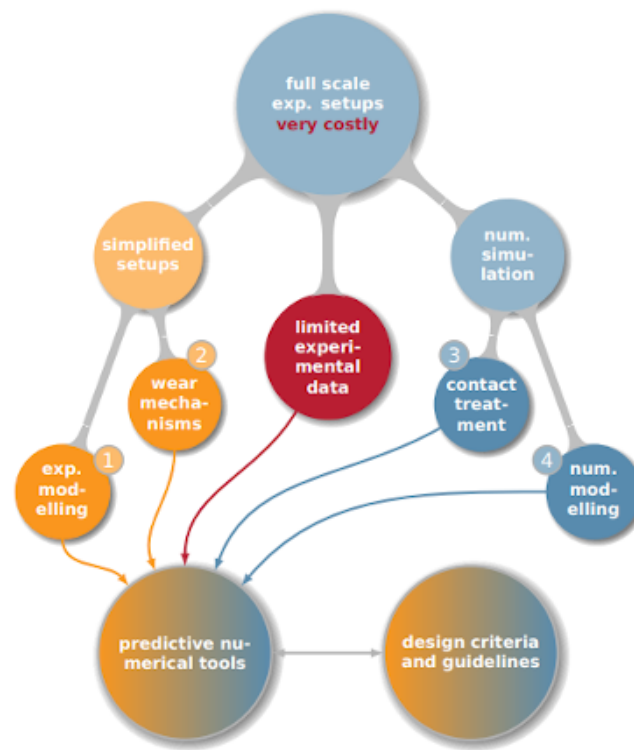 full scale
exp. setups
very costly
simplified
setups
num.
simu-
lation
limited
experi-
mental
data
2
wear
mecha-
nisms
3
contact
treat-
ment
1
exp.
mod-
elling
4
num.
mod-
elling
predictive nu-
merical tools
design criteria
and guidelines